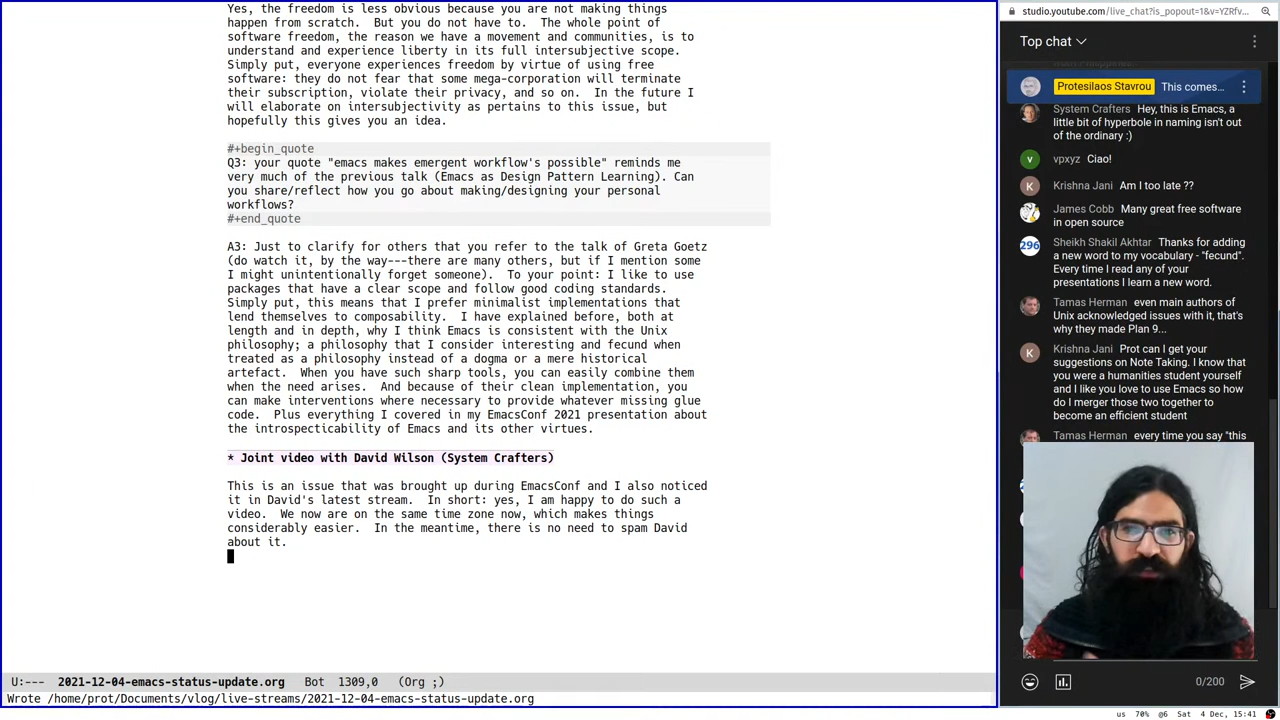 Yes, the freedom is less obvious because you are not making things
happen from scratch.  But you do not have to.  The whole point of
software freedom, the reason we have a movement and communities, is to
understand and experience liberty in its full intersubjective scope.
Simply put, everyone experiences freedom by virtue of using free
software: they do not fear that some mega-corporation will terminate
their subscription, violate their privacy, and so on.  In the future I
will elaborate on intersubjectivity as pertains to this issue, but
hopefully this gives you an idea.
#+begin_quote
Q3: your quote "emacs makes emergent workflow's possible" reminds me
very much of the previous talk (Emacs as Design Pattern Learning). Can
you share/reflect how you go about making/designing your personal
workflows?
#+end_quote
A3: Just to clarify for others that you refer to the talk of Greta Goetz
(do watch it, by the way---there are many others, but if I mention some
I might unintentionally forget someone).  To your point: I like to use
packages that have a clear scope and follow good coding standards.
Simply put, this means that I prefer minimalist implementations that
lend themselves to composability.  I have explained before, both at
length and in depth, why I think Emacs is consistent with the Unix
philosophy; a philosophy that I consider interesting and fecund when
treated as a philosophy instead of a dogma or a mere historical
artefact.  When you have such sharp tools, you can easily combine them
when the need arises.  And because of their clean implementation, you
can make interventions where necessary to provide whatever missing glue
code.  Plus everything I covered in my EmacsConf 2021 presentation about
the introspectability of Emacs and its other virtues.
* Joint video with David Wilson (System Crafters)
This is an issue that was brought up during EmacsConf and I also noticed
it in David's latest stream.  In short: yes, I am happy to do such a
video.  We now are on the same time zone now, which makes things
considerably easier.  In the meantime, there is no need to spam David
about it.
U:---  2021-12-04-emacs-status-update.org   Bot  1309,0   (Org ;)
Wrote /home/prot/Documents/vlog/live-streams/2021-12-04-emacs-status-update.org
studio.youtube.com/live_chat?is_popout=1&v=YZRfv...
Top chat
Protesilaos Stavrou This comes...
System Crafters Hey, this is Emacs, a
little bit of hyperbole in naming isn't out
of the ordinary :)
v
vpxyz Ciao!
K
Krishna Jani Am I too late ??
James Cobb Many great free software
in open source
296
Sheikh Shakil Akhtar Thanks for adding
a new word to my vocabulary - "fecund".
Every time I read any of your
presentations I learn a new word.
Tamas Herman even main authors of
Unix acknowledged issues with it, that's
why they made Plan 9...
K
Krishna Jani Prot can I get your
suggestions on Note Taking. I know that
you were a humanities student yourself
and I like you love to use Emacs so how
do I merger those two together to
become an efficient student
Tamas Herman every time you say "this
0/200
us 70% @6 Sat 4 Dec, 15:41